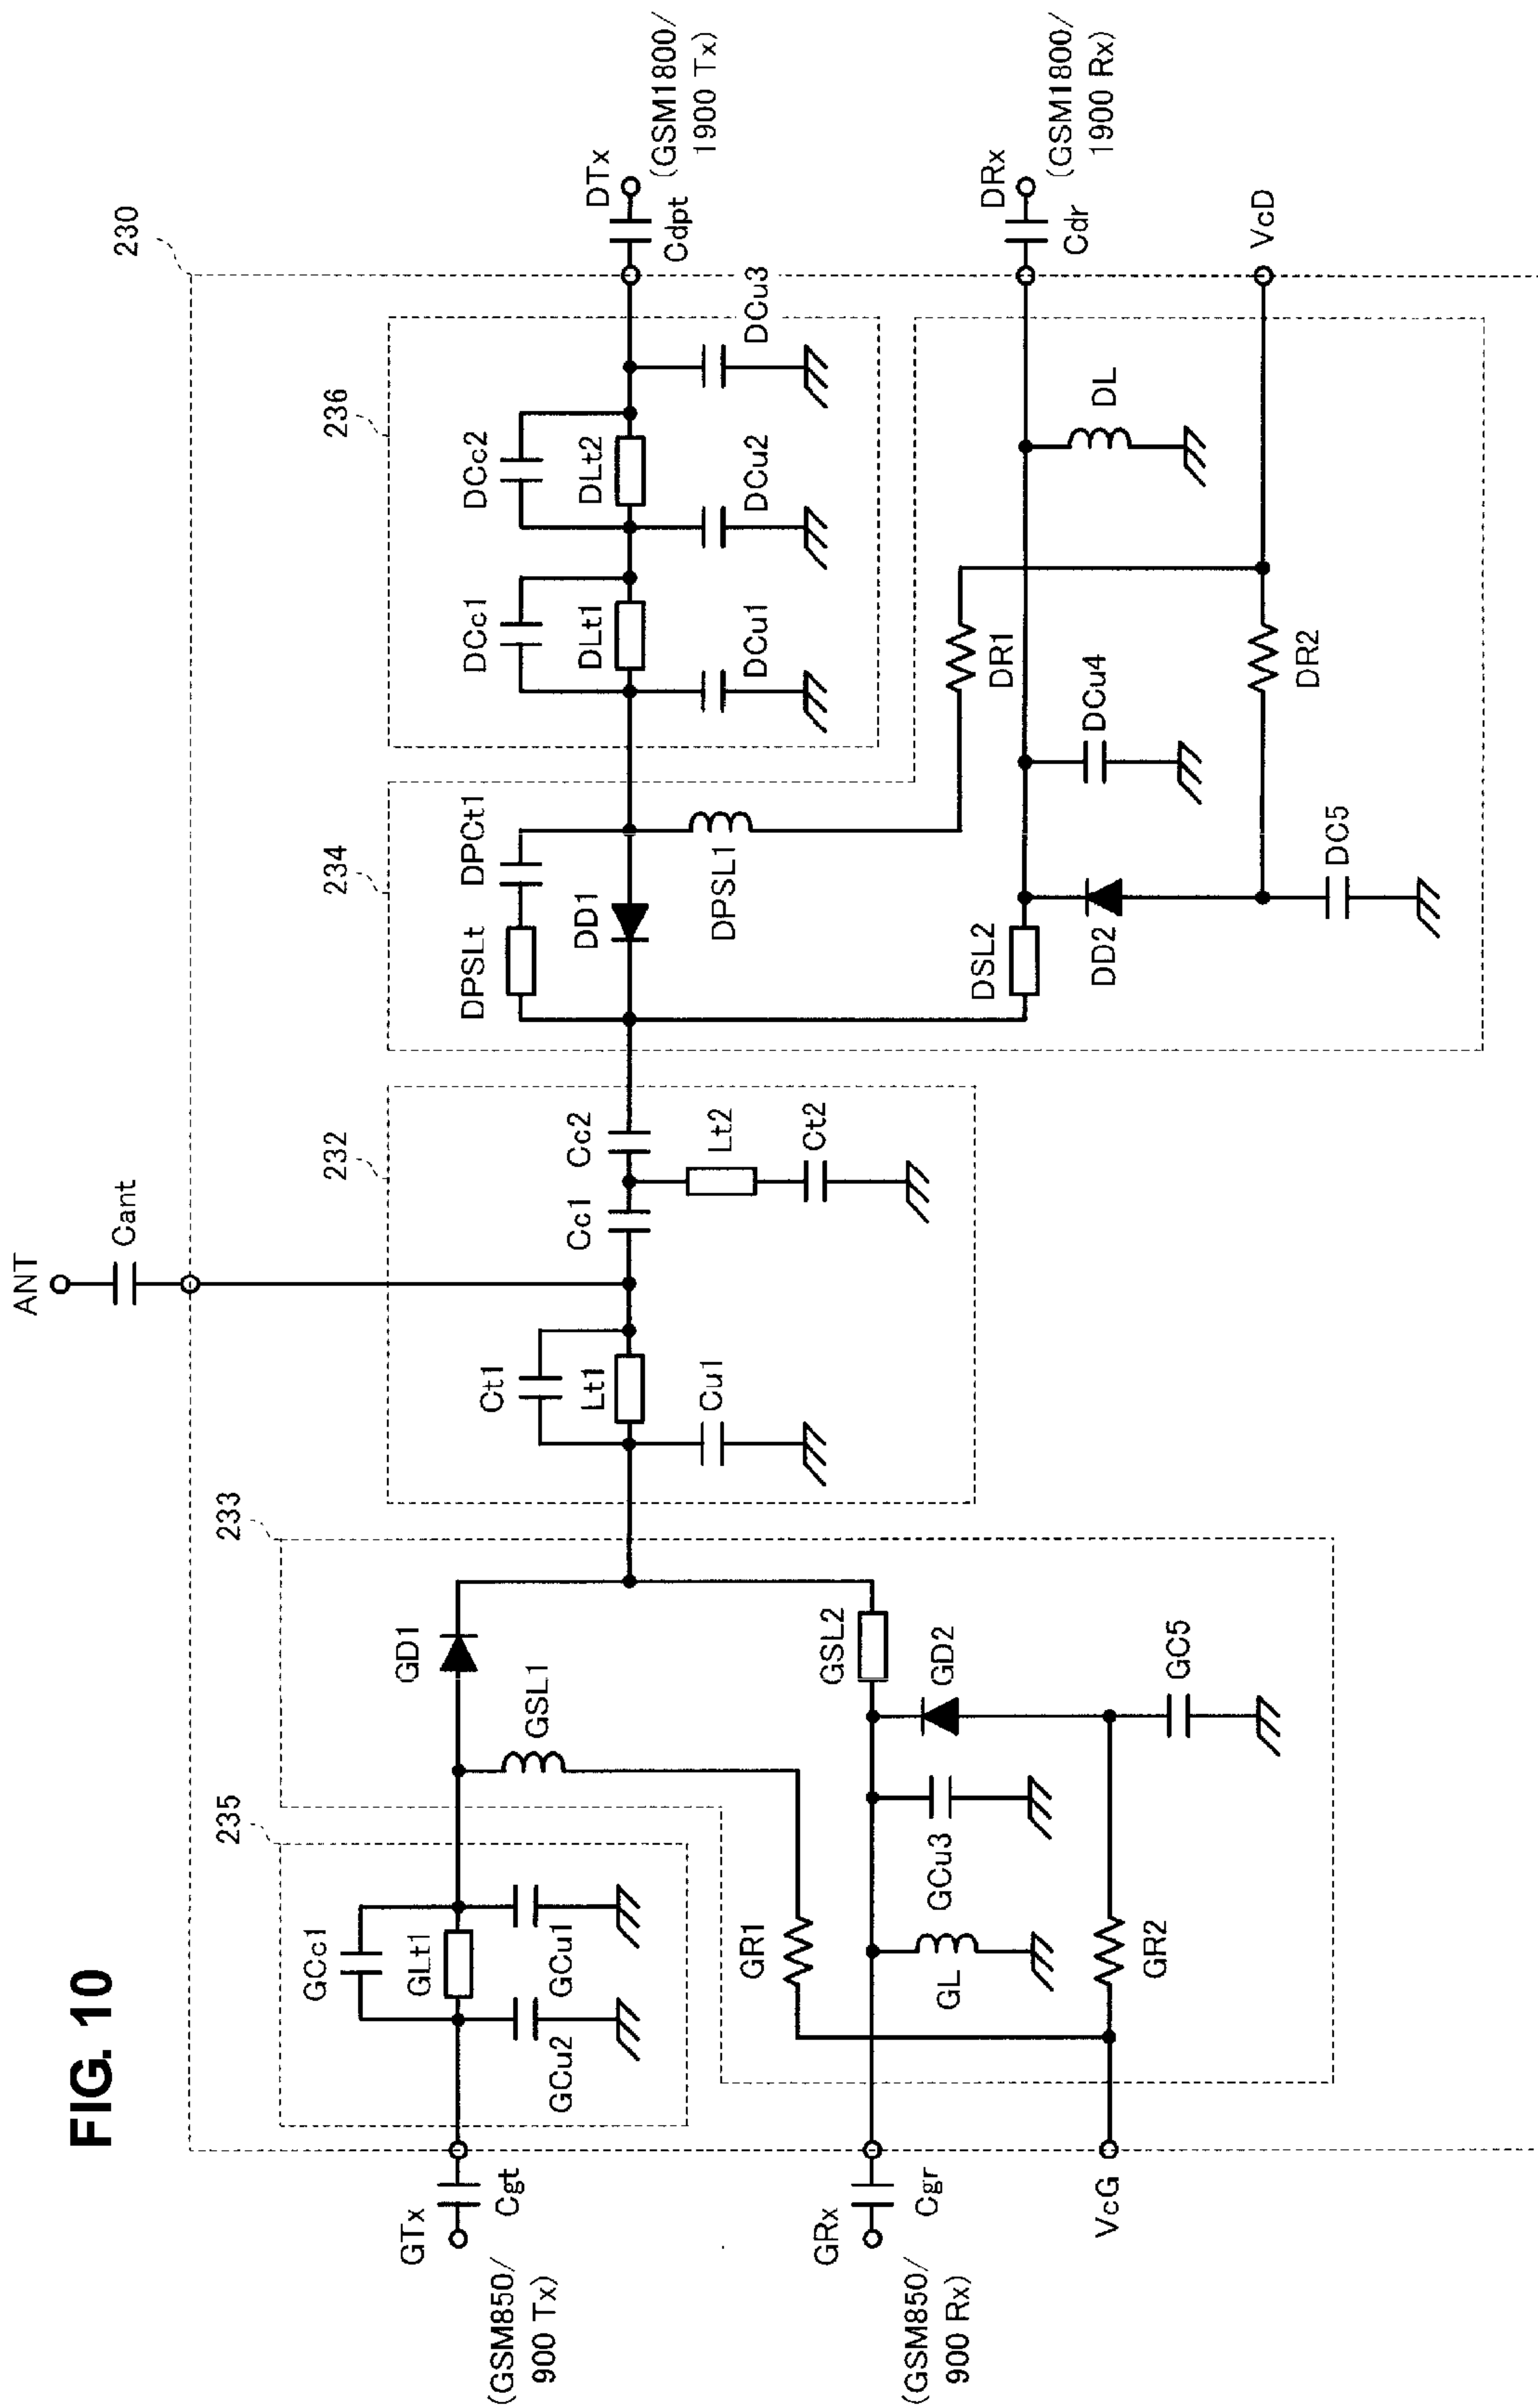 FIG. 10
ANT
Cant
230
232
Ct1
Lt1
Cu1
Cc1
Cc2
Lt2
Ct2
233
GD1
GSL1
GSL2
GD2
GC5
GCu3
GL
GR1
GR2
235
GCc1
GLt1
GCu1
GCu2
GTx
Cgt
(GSM850/
900 Tx)
GRx
Cgr
(GSM850/
900 Rx)
VcG
234
DPSLt
DPCt1
DD1
DPSL1
DSL2
DD2
DC5
DCu4
DR1
DR2
DL
236
DCc1
DLt1
DCu1
DCc2
DLt2
DCu2
DCu3
DTx
Cdpt
(GSM1800/
1900 Tx)
DRx
Cdr
(GSM1800/
1900 Rx)
VcD